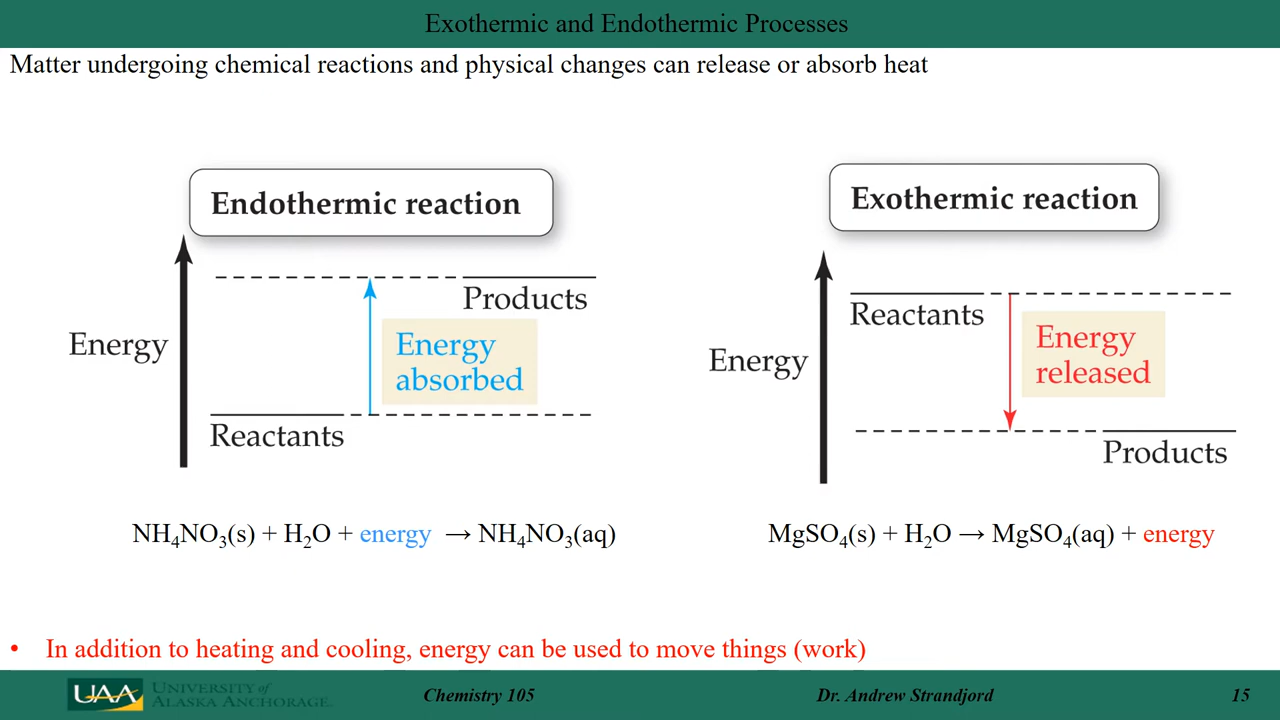 Exothermic and Endothermic Processes
Matter undergoing chemical reactions and physical changes can release or absorb heat
Endothermic reaction
Products
Energy
Energy
absorbed
Reactants
NH₄NO₃(s) + H₂O + energy → NH₄NO₃(aq)
Exothermic reaction
Reactants
Energy
Energy
released
Products
MgSO₄(s) + H₂O → MgSO₄(aq) + energy
• In addition to heating and cooling, energy can be used to move things (work)
UAA
UNIVERSITY of
ALASKA ANCHORAGE
Chemistry 105
Dr. Andrew Strandjord
15